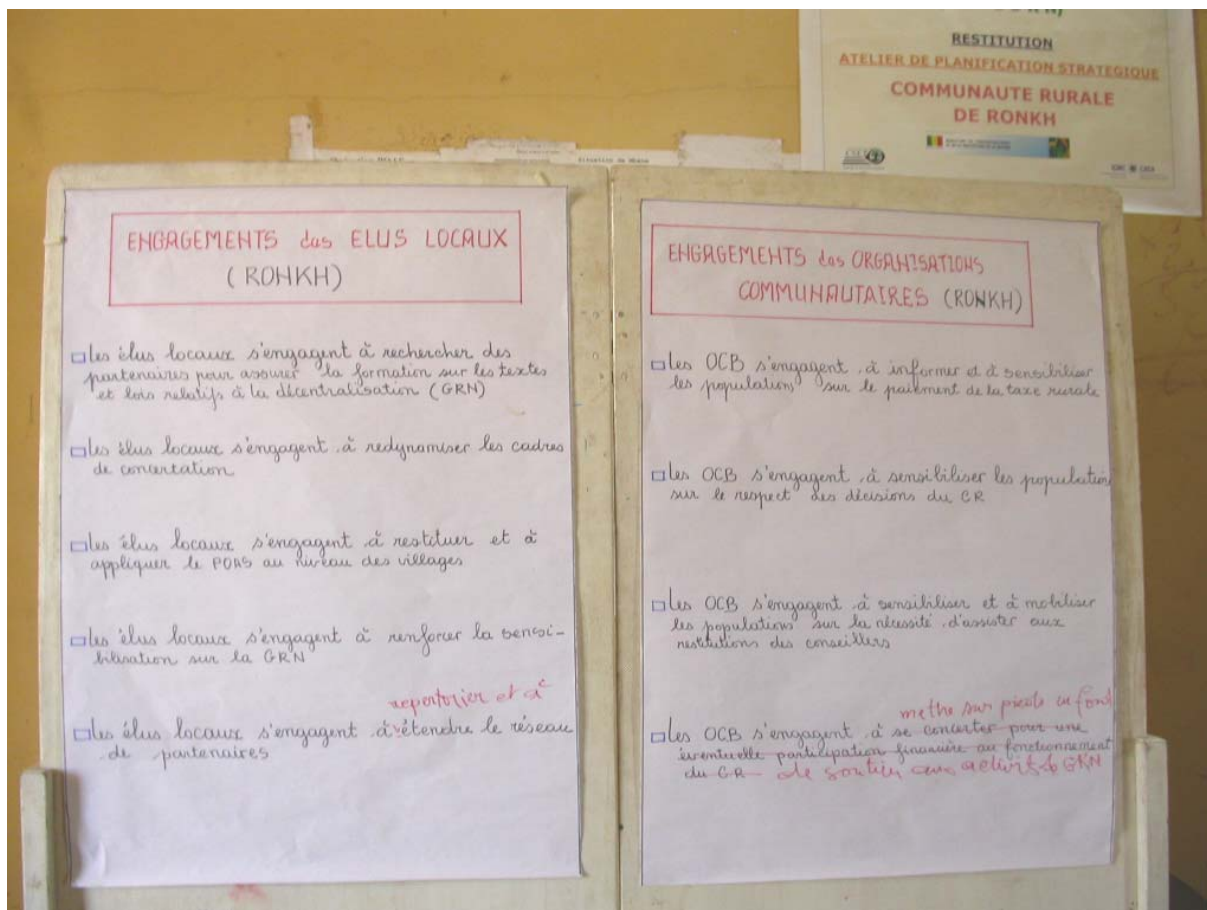 RESTITUTION
ATELIER DE PLANIFICATION STRATEGIQUE
COMMUNAUTE RURALE
DE RONKH
ENGAGEMENTS des ELUS LOCAUX
(RONKH)
Les élus locaux s'engagent à rechercher des
partenaires pour assurer la formation sur les textes
et lois relatifs à la décentralisation (GRN)
Les élus locaux s'engagent à redynamiser les cadres
de concertation
Les élus locaux s'engagent à restituer et à
appliquer le POAS au niveau des villages
Les élus locaux s'engagent à renforcer la sensi-
bilisation sur la GRN
repertorier et à
Les élus locaux s'engagent à étendre le réseau
de partenaires
ENGAGEMENTS des ORGANISATIONS
COMMUNAUTAIRES (RONKH)
Les OCB s'engagent à informer et à sensibiliser
les population sur le paiement de la taxe rurale
Les OCB s'engagent à sensibiliser les population
sur le respect des décisions du CR
Les OCB s'engagent à sensibiliser et à mobiliser
les populations sur la nécessité d'assister aux
restitutions des conseillers
sur un fond
Les OCB s'engagent à se concerter pour une
éventuelle participation financière au fonctionnement
du CR de soutien aux GRN